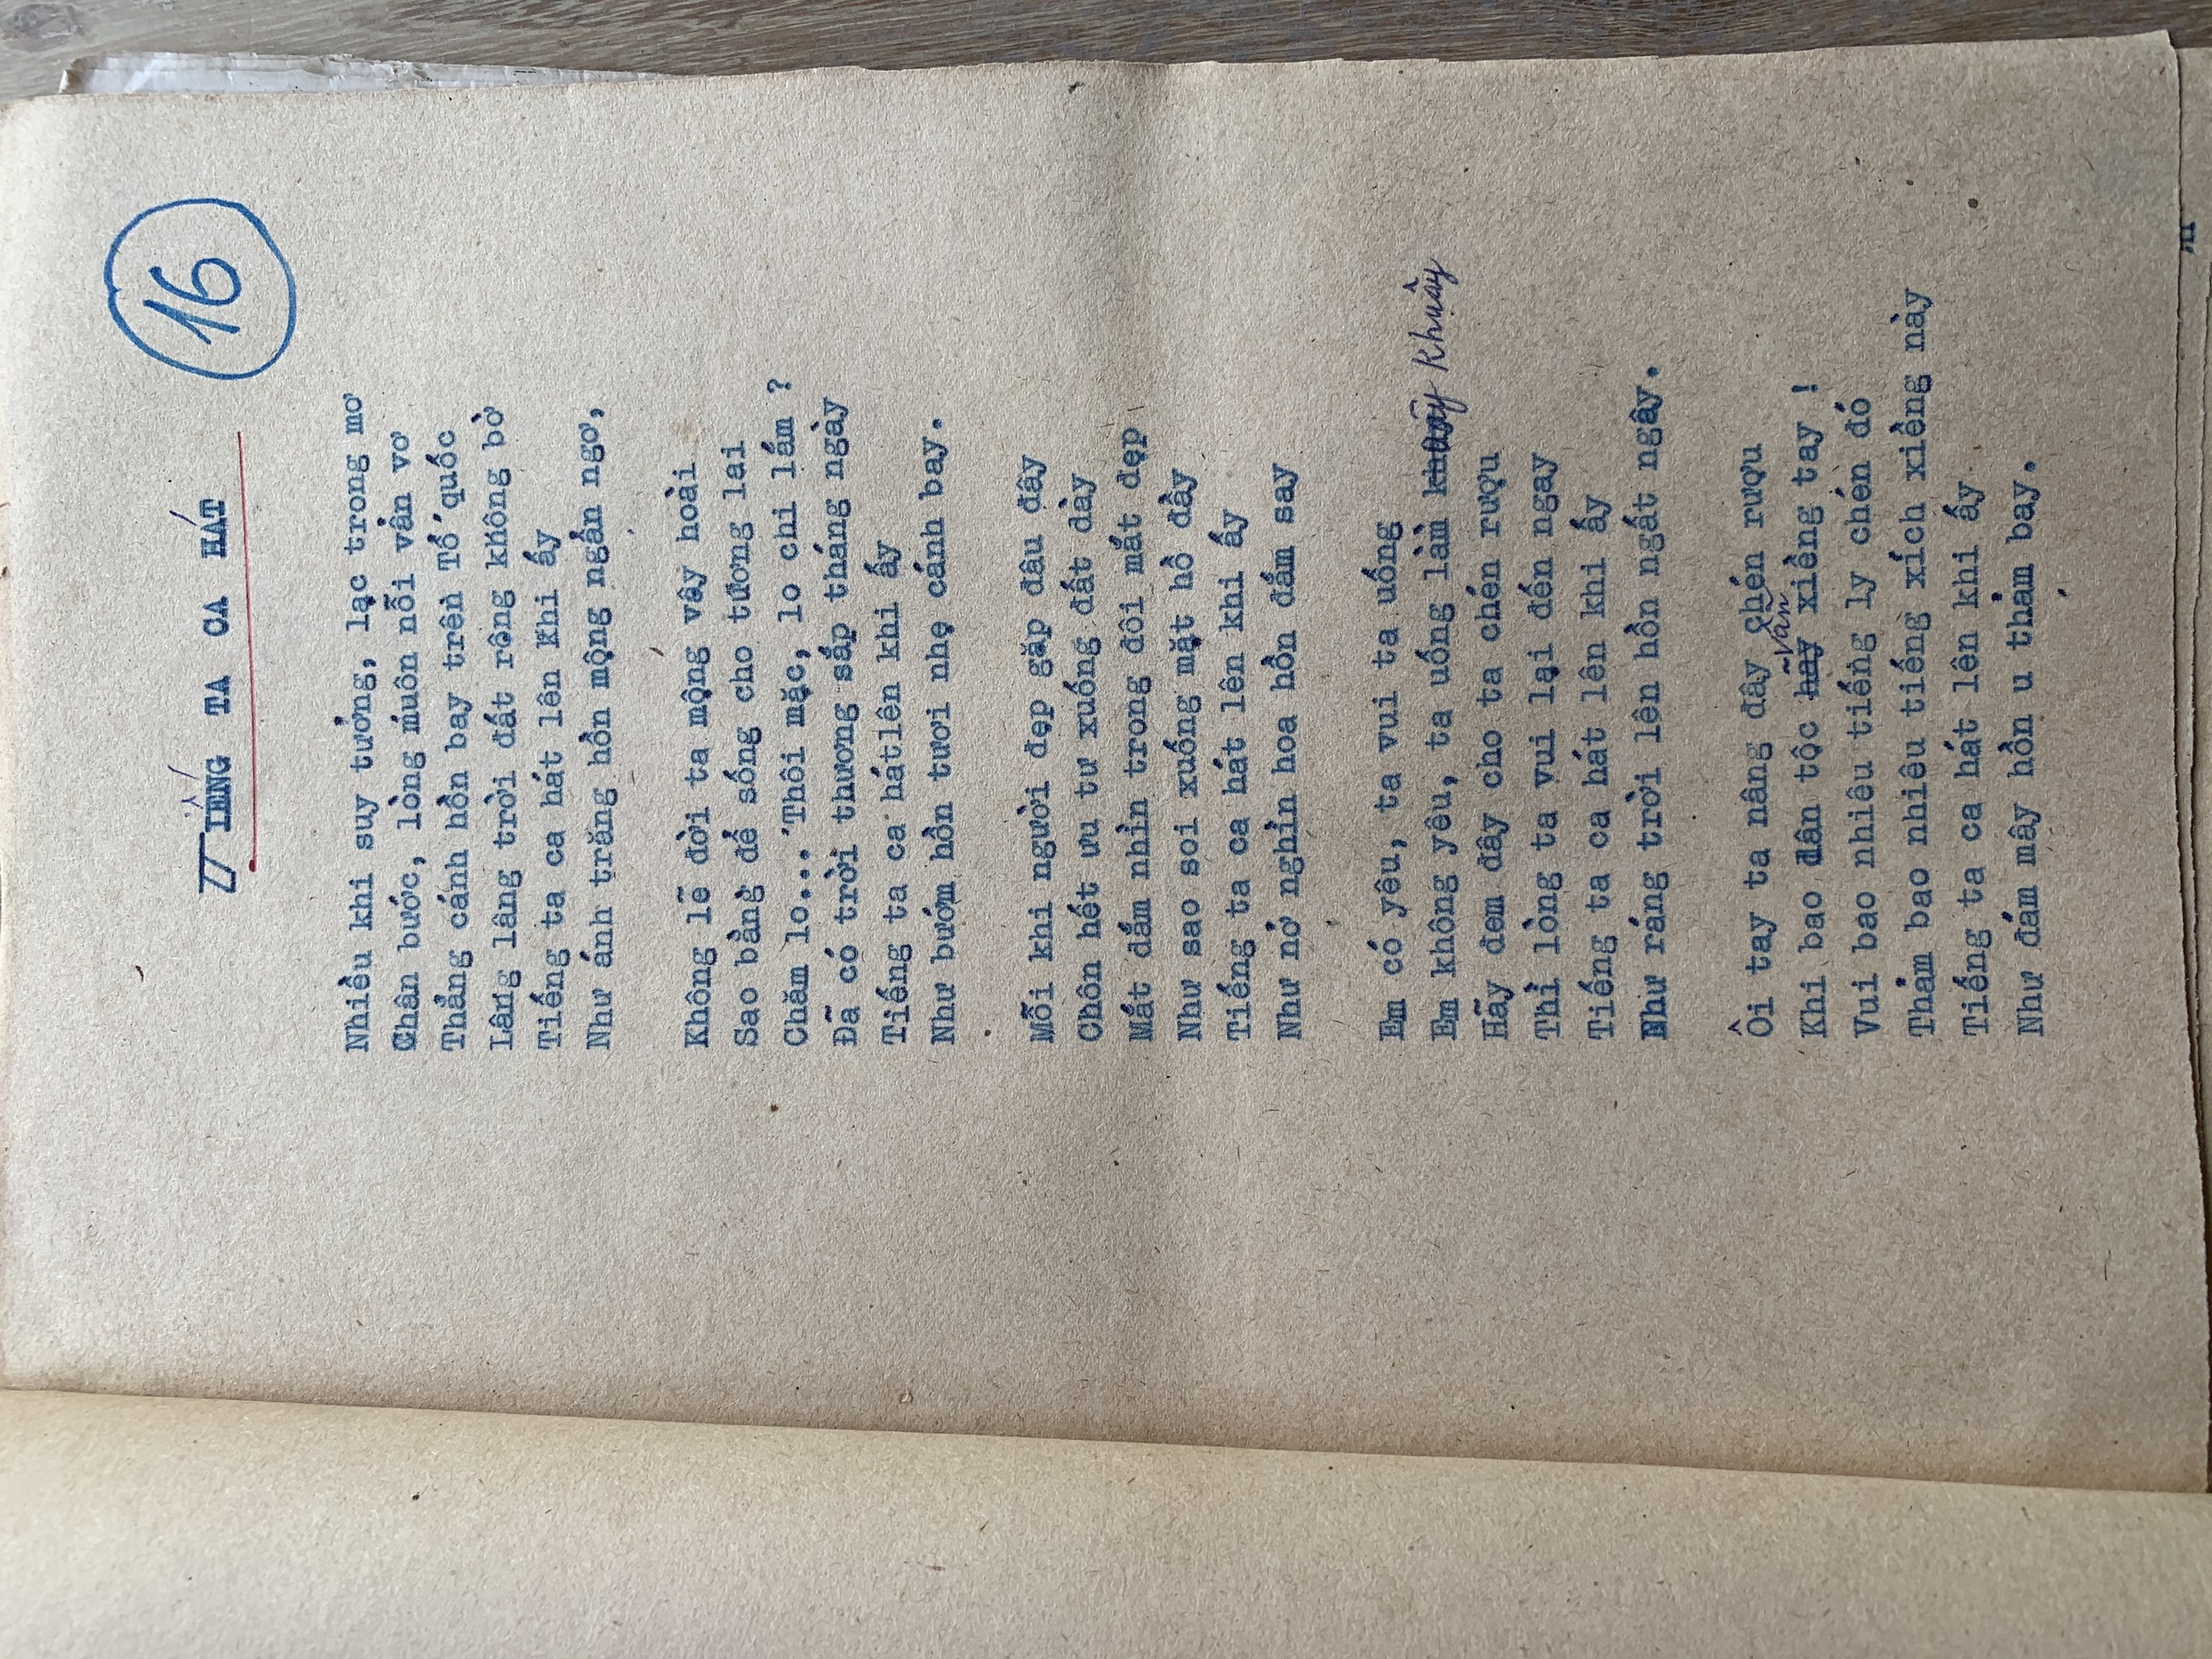 16
TIẾNG TA CA HÁT
Nhiều khi suy tưởng, lạc trong mơ
Chân bước, lòng muôn nỗi vẩn vơ
Thẳng cánh hồn bay trên Tổ quốc
Lâng lâng trời đất rộng không bờ
Tiếng ta ca hát lên Khi ấy
Như ánh trăng hồn mộng ngẩn ngơ,
Không lẽ đời ta mộng vậy hoài
Sao bằng để sống cho tương lai
Chăm lo... Thôi mặc, lo chi lắm ?
Đã có trời thương sắp tháng ngày
Tiếng ta ca hátlên khi ấy
Như bướm hồn tươi nhẹ cánh bay.
Mỗi khi người đẹp gặp đâu đây
Chôn hết ưu tư xuống đất dày
Mắt đắm nhìn trong đôi mắt đẹp
Như sao soi xuống mặt hồ đầy
Tiếng ta ca hát lên khi ấy
Như nở nghìn hoa hồn đắm say
Em có yêu, ta vui ta uống
Em không yêu, ta uống làm Khuây
Hãy đem đây cho ta chén rượu
Thì lòng ta vui lại đến ngay
Tiếng ta ca hát lên khi ấy
Như ráng trời lên hồn ngất ngây.
Ôi tay ta nâng đây chén rượu
Khi bao dân tộc hay vẫn xiềng tay !
Vui bao nhiêu tiếng ly chén đó
Thảm bao nhiêu tiếng xích xiềng này
Tiếng ta ca hát lên khi ấy
Như đám mây hồn u thảm bay.